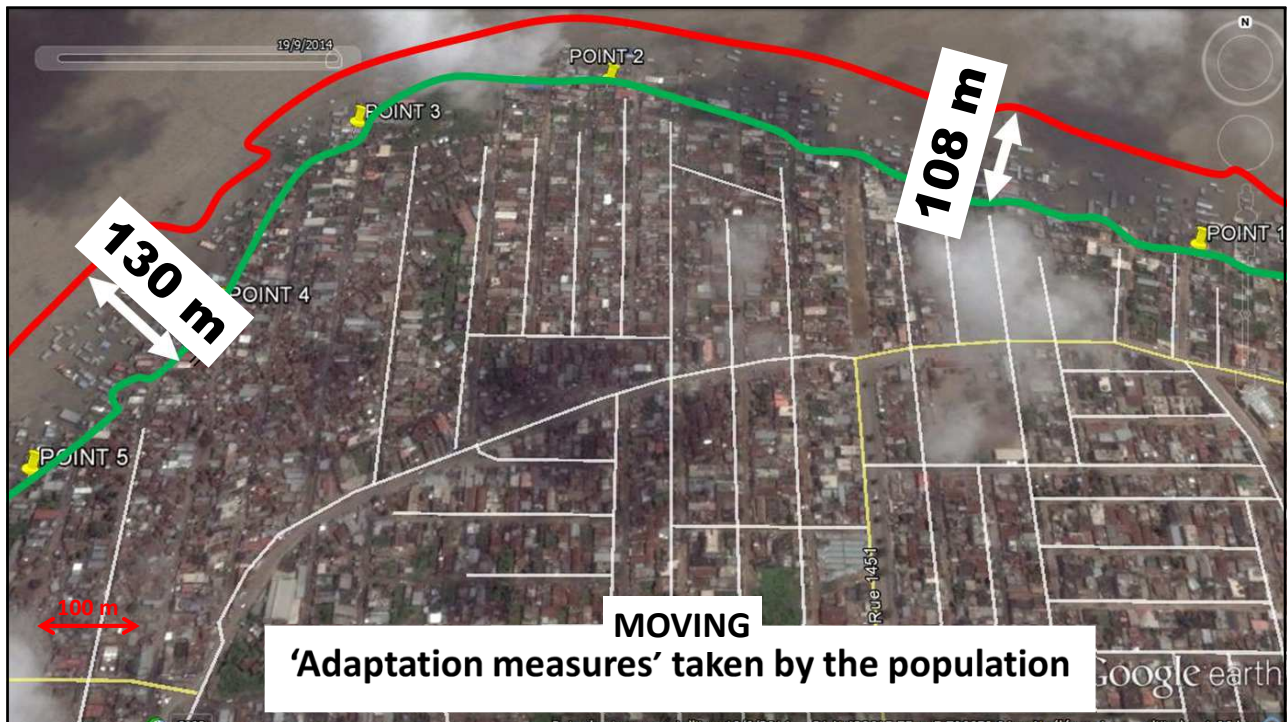 19/9/2014
N
POINT 2
POINT 3
108 m
POINT 1
130 m
POINT 4
POINT 5
Rue 1451
100 m
MOVING
‘Adaptation measures’ taken by the population
Google earth